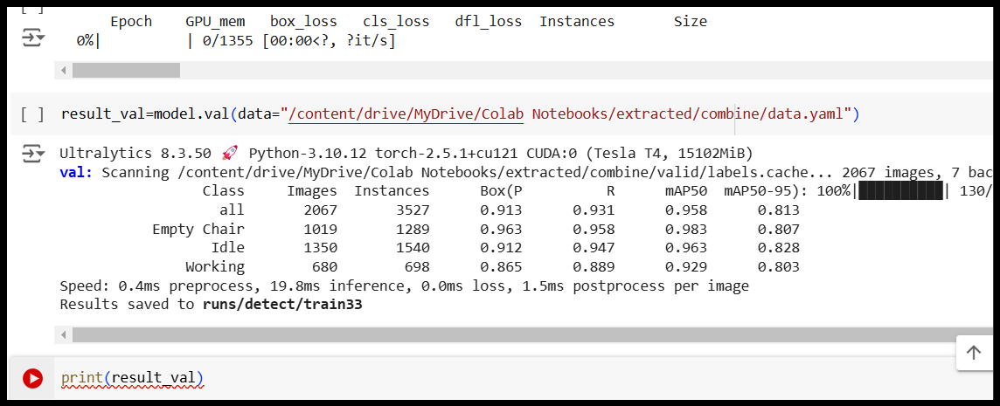 [ ]
Epoch GPU_mem box_loss cls_loss dfl_loss Instances Size
0%| | 0/1355 [00:00<?, ?it/s]
[ ] result_val=model.val(data="/content/drive/MyDrive/Colab Notebooks/extracted/combine/data.yaml")
Ultralytics 8.3.50 🚀 Python-3.10.12 torch-2.5.1+cu121 CUDA:0 (Tesla T4, 15102MiB)
val: Scanning /content/drive/MyDrive/Colab Notebooks/extracted/combine/valid/labels.cache... 2067 images, 7 bac
Class Images Instances Box(P R mAP50 mAP50-95): 100%|██████████| 130/
all 2067 3527 0.913 0.931 0.958 0.813
Empty Chair 1019 1289 0.963 0.958 0.983 0.807
Idle 1350 1540 0.912 0.947 0.963 0.828
Working 680 698 0.865 0.889 0.929 0.803
Speed: 0.4ms preprocess, 19.8ms inference, 0.0ms loss, 1.5ms postprocess per image
Results saved to runs/detect/train33
print(result_val)